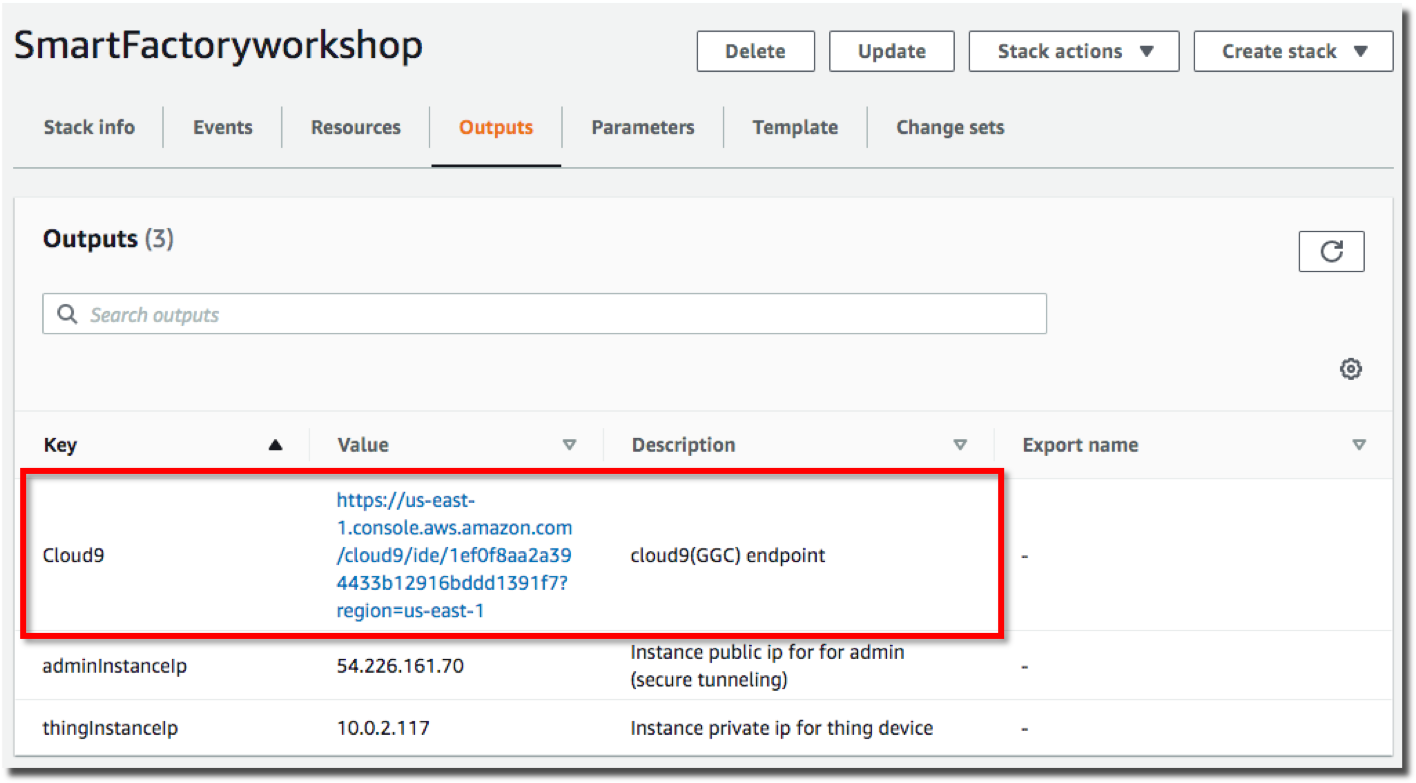 SmartFactoryworkshop
Delete
Update
Stack actions
Create stack
Stack info
Events
Resources
Outputs
Parameters
Template
Change sets
Outputs (3)
Search outputs
Key
Value
Description
Export name
Cloud9
https://us-east-
1.console.aws.amazon.com
/cloud9/ide/1ef0f8aa2a39
4433b12916bddd1391f7?
region=us-east-1
cloud9(GGC) endpoint
-
adminInstanceIp
54.226.161.70
Instance public ip for for admin
(secure tunneling)
-
thingInstanceIp
10.0.2.117
Instance private ip for thing device
-